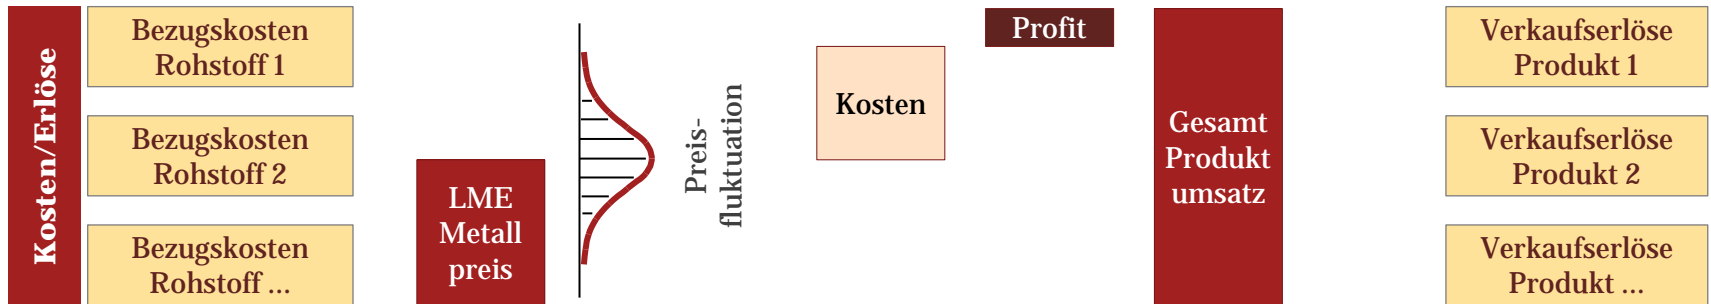 Kosten/Erlöse
Bezugskosten
Rohstoff 1
Bezugskosten
Rohstoff 2
Bezugskosten
Rohstoff ...
LME
Metall
preis
Preis-
fluktuation
Kosten
Profit
Gesamt
Produkt
umsatz
Verkaufserlöse
Produkt 1
Verkaufserlöse
Produkt 2
Verkaufserlöse
Produkt ...